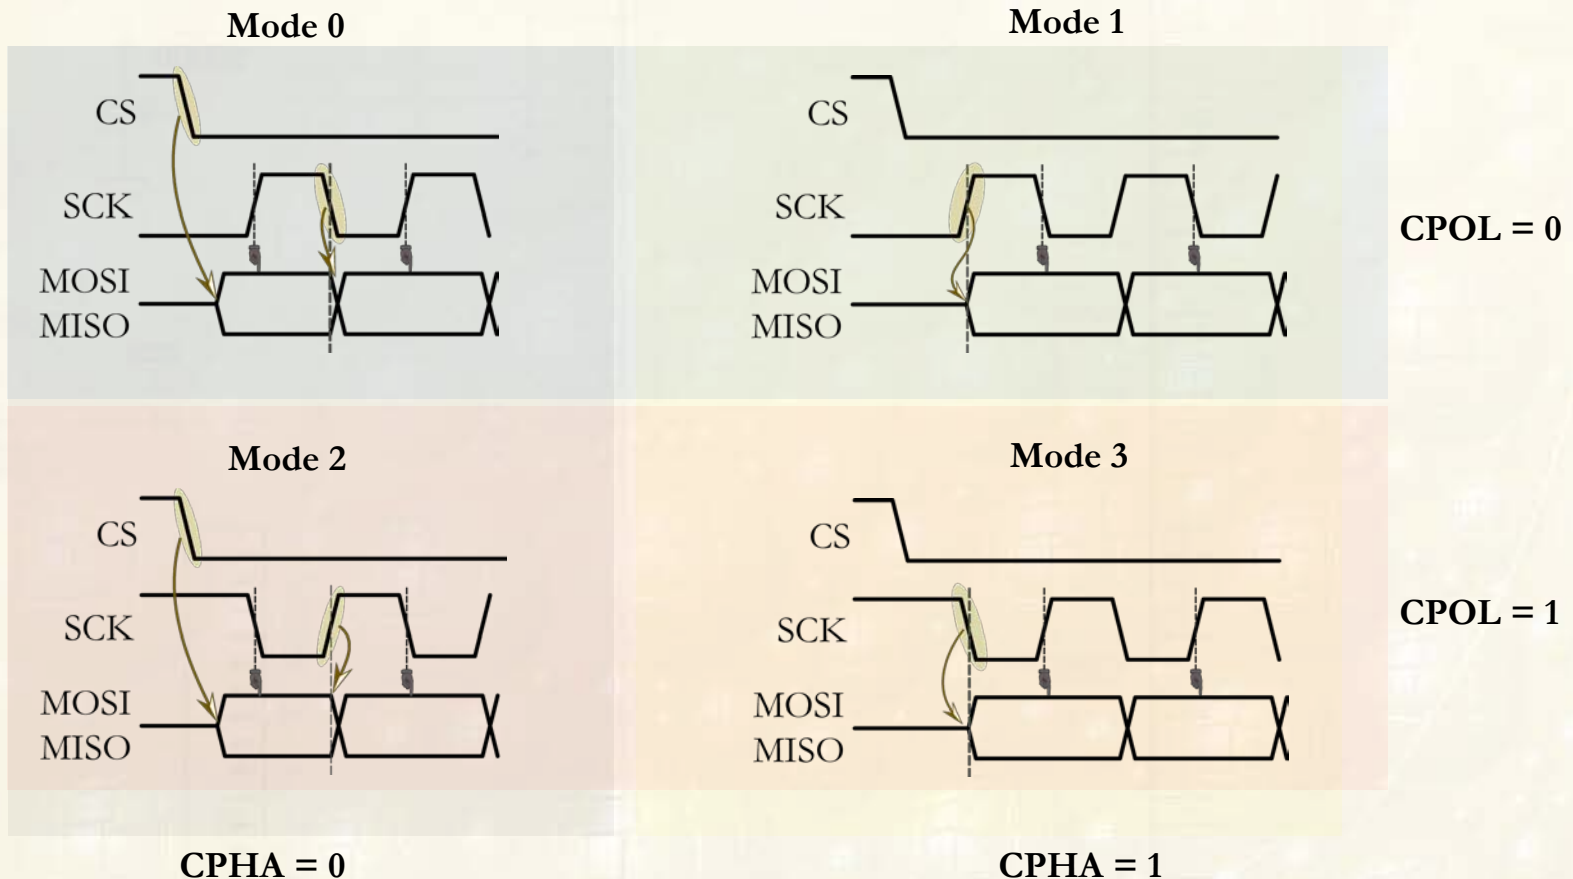 Mode 0
Mode 1
CS
CS
SCK
SCK
CPOL = 0
MOSI
MOSI
MISO
MISO
Mode 2
Mode 3
CS
CS
SCK
SCK
CPOL = 1
MOSI
MOSI
MISO
MISO
CPHA = 0
CPHA = 1